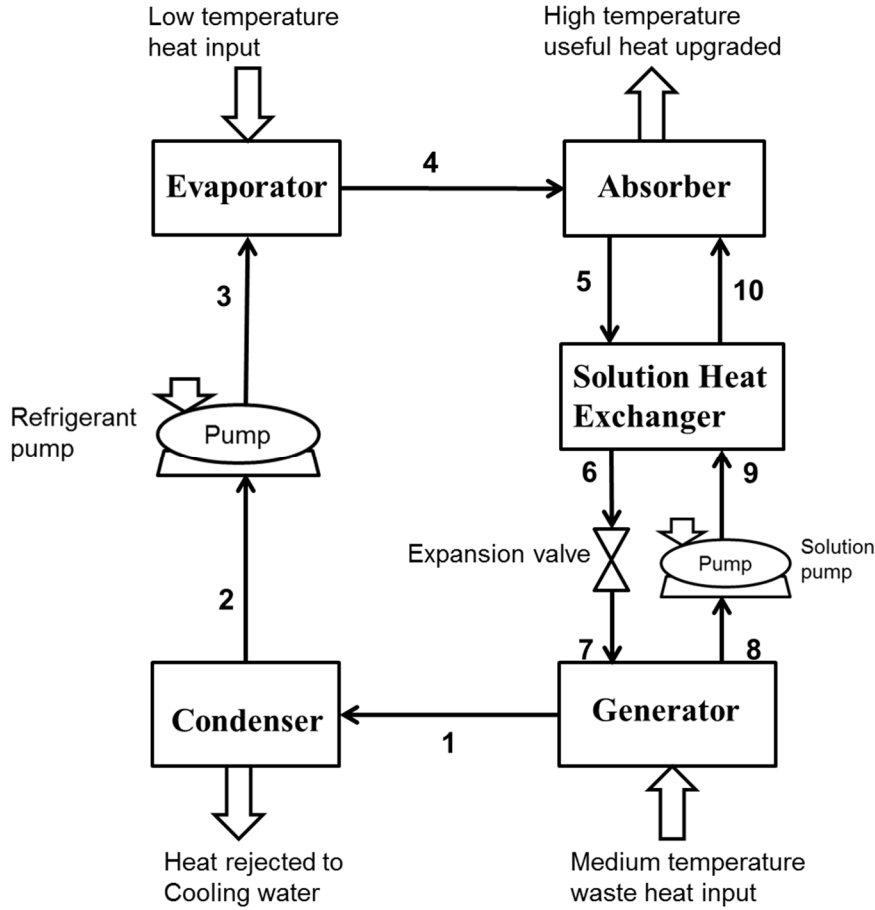 Low temperature
heat input
High temperature
useful heat upgraded
Evaporator
4
Absorber
3
5
10
Refrigerant
pump
Pump
Solution Heat
Exchanger
6
9
Expansion valve
Pump
Solution
pump
2
7
8
Condenser
1
Generator
Heat rejected to
Cooling water
Medium temperature
waste heat input